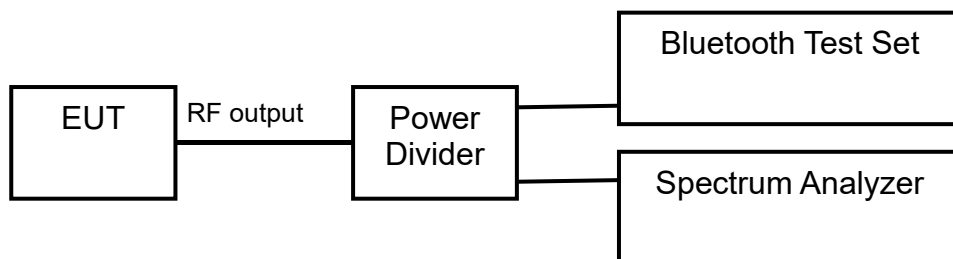 EUT
RF output
Power
Divider
Bluetooth Test Set
Spectrum Analyzer